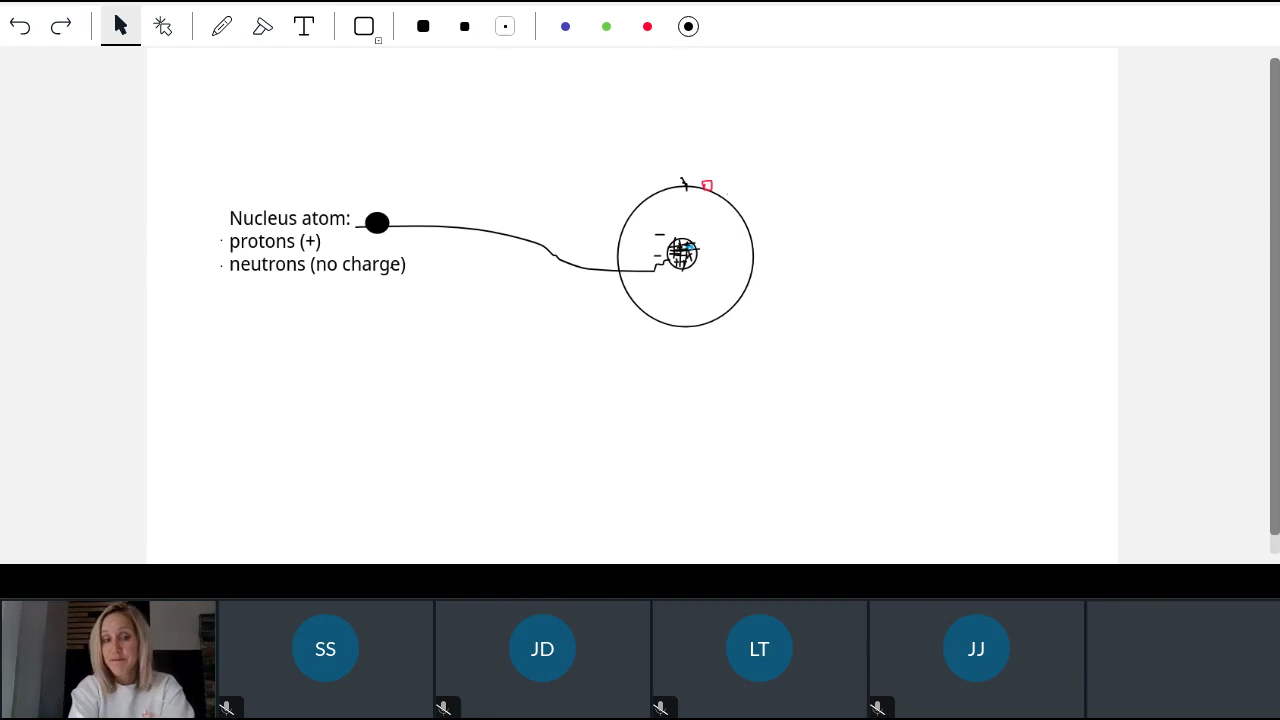 T
Nucleus atom:
protons (+)
neutrons (no charge)
SS
JD
LT
JJ